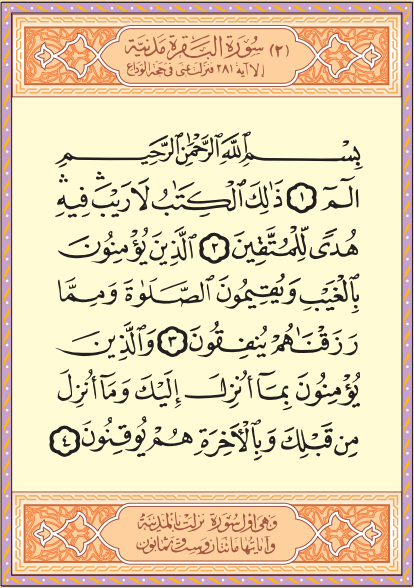 (٢) سُورَة البَقَرة مَدَنيَّة
إلا آية ٢٨١ فنزلت بمنى في حجة الوداع
بِسْمِ ٱللَّهِ ٱلرَّحْمَٰنِ ٱلرَّحِيمِ
الٓمٓ ١ ذَٰلِكَ ٱلْكِتَٰبُ لَا رَيْبَ ۛ فِيهِ ۛ
هُدًى لِّلْمُتَّقِينَ ٢ ٱلَّذِينَ يُؤْمِنُونَ
بِٱلْغَيْبِ وَيُقِيمُونَ ٱلصَّلَوٰةَ وَمِمَّا
رَزَقْنَٰهُمْ يُنفِقُونَ ٣ وَٱلَّذِينَ
يُؤْمِنُونَ بِمَآ أُنزِلَ إِلَيْكَ وَمَآ أُنزِلَ
مِن قَبْلِكَ وَبِٱلْأَخِرَةِ هُمْ يُوقِنُونَ ٤
وهي أول سورة نزلت بالمدينة
وآياتها مائتان وست وثمانون